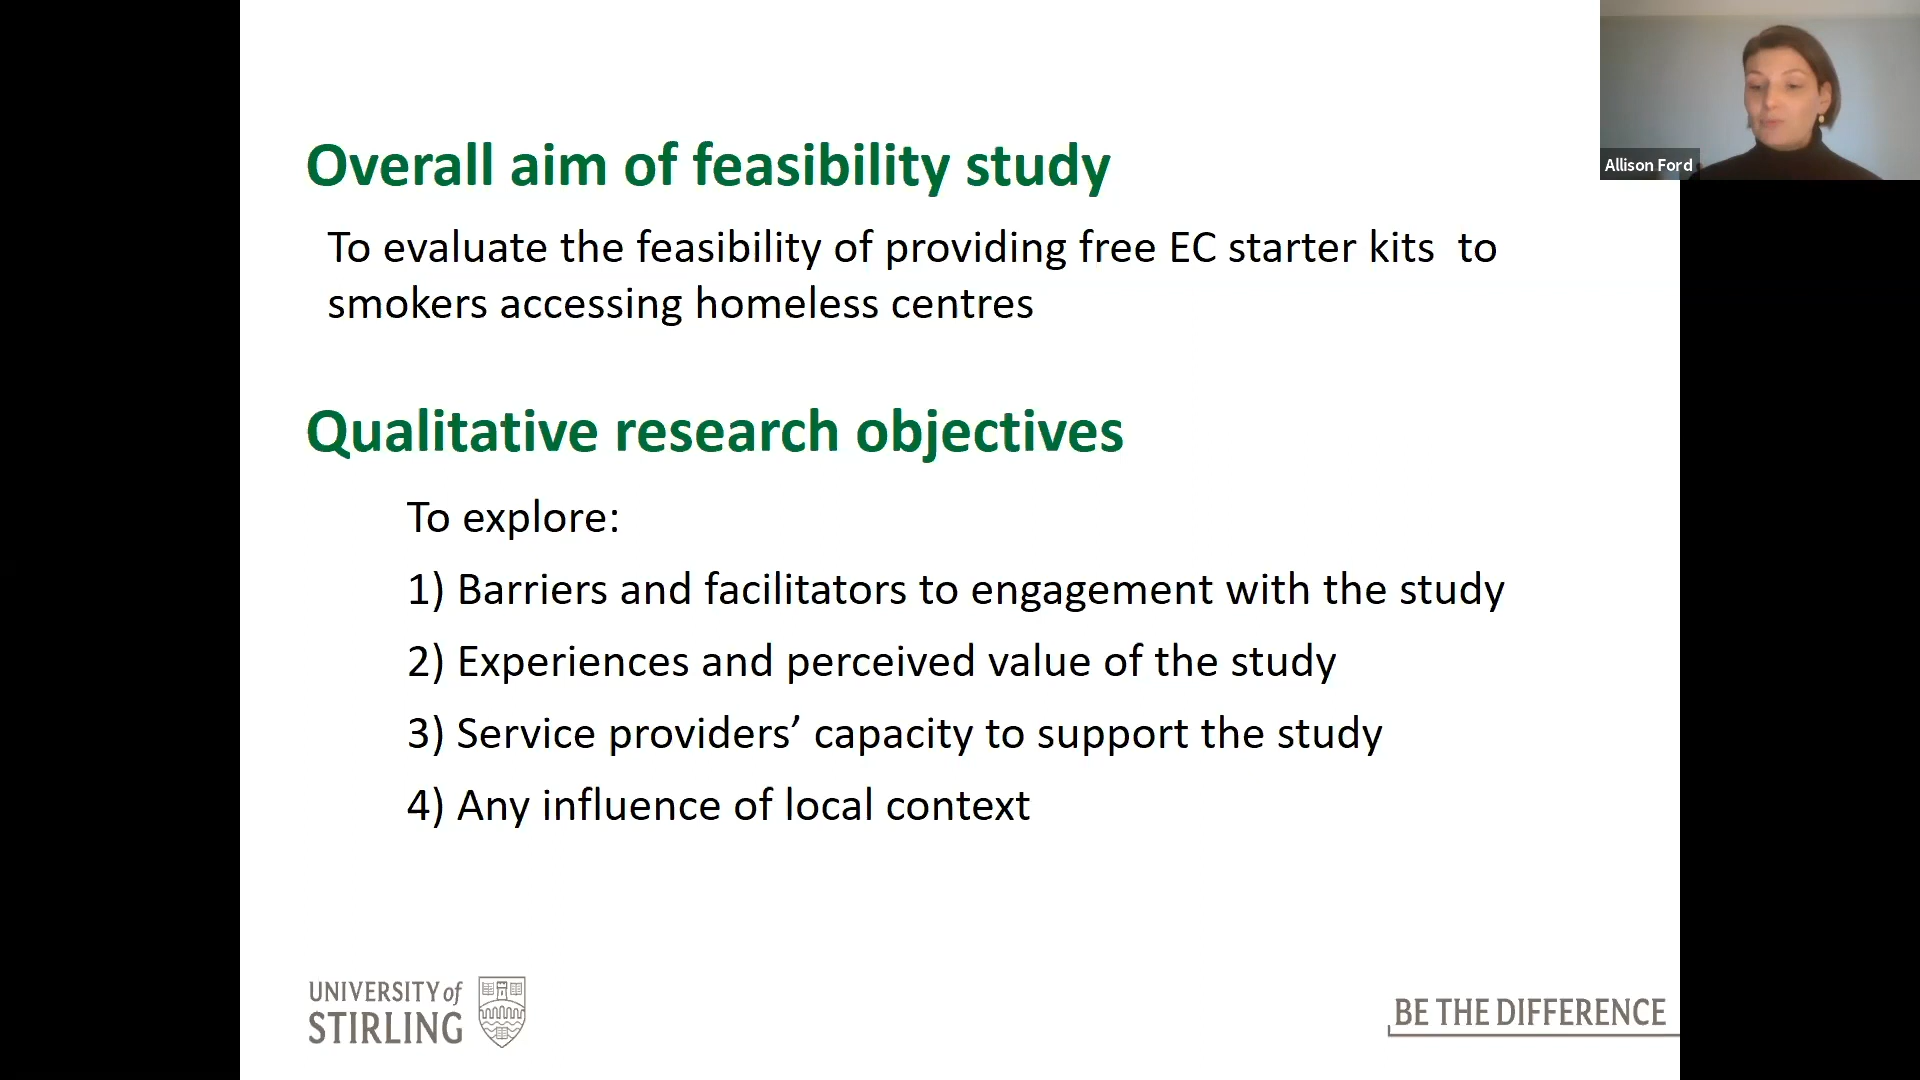 Overall aim of feasibility study
To evaluate the feasibility of providing free EC starter kits  to
smokers accessing homeless centres
Allison Ford
Qualitative research objectives
To explore:
1) Barriers and facilitators to engagement with the study
2) Experiences and perceived value of the study
3) Service providers’ capacity to support the study
4) Any influence of local context
UNIVERSITY of
STIRLING
BE THE DIFFERENCE